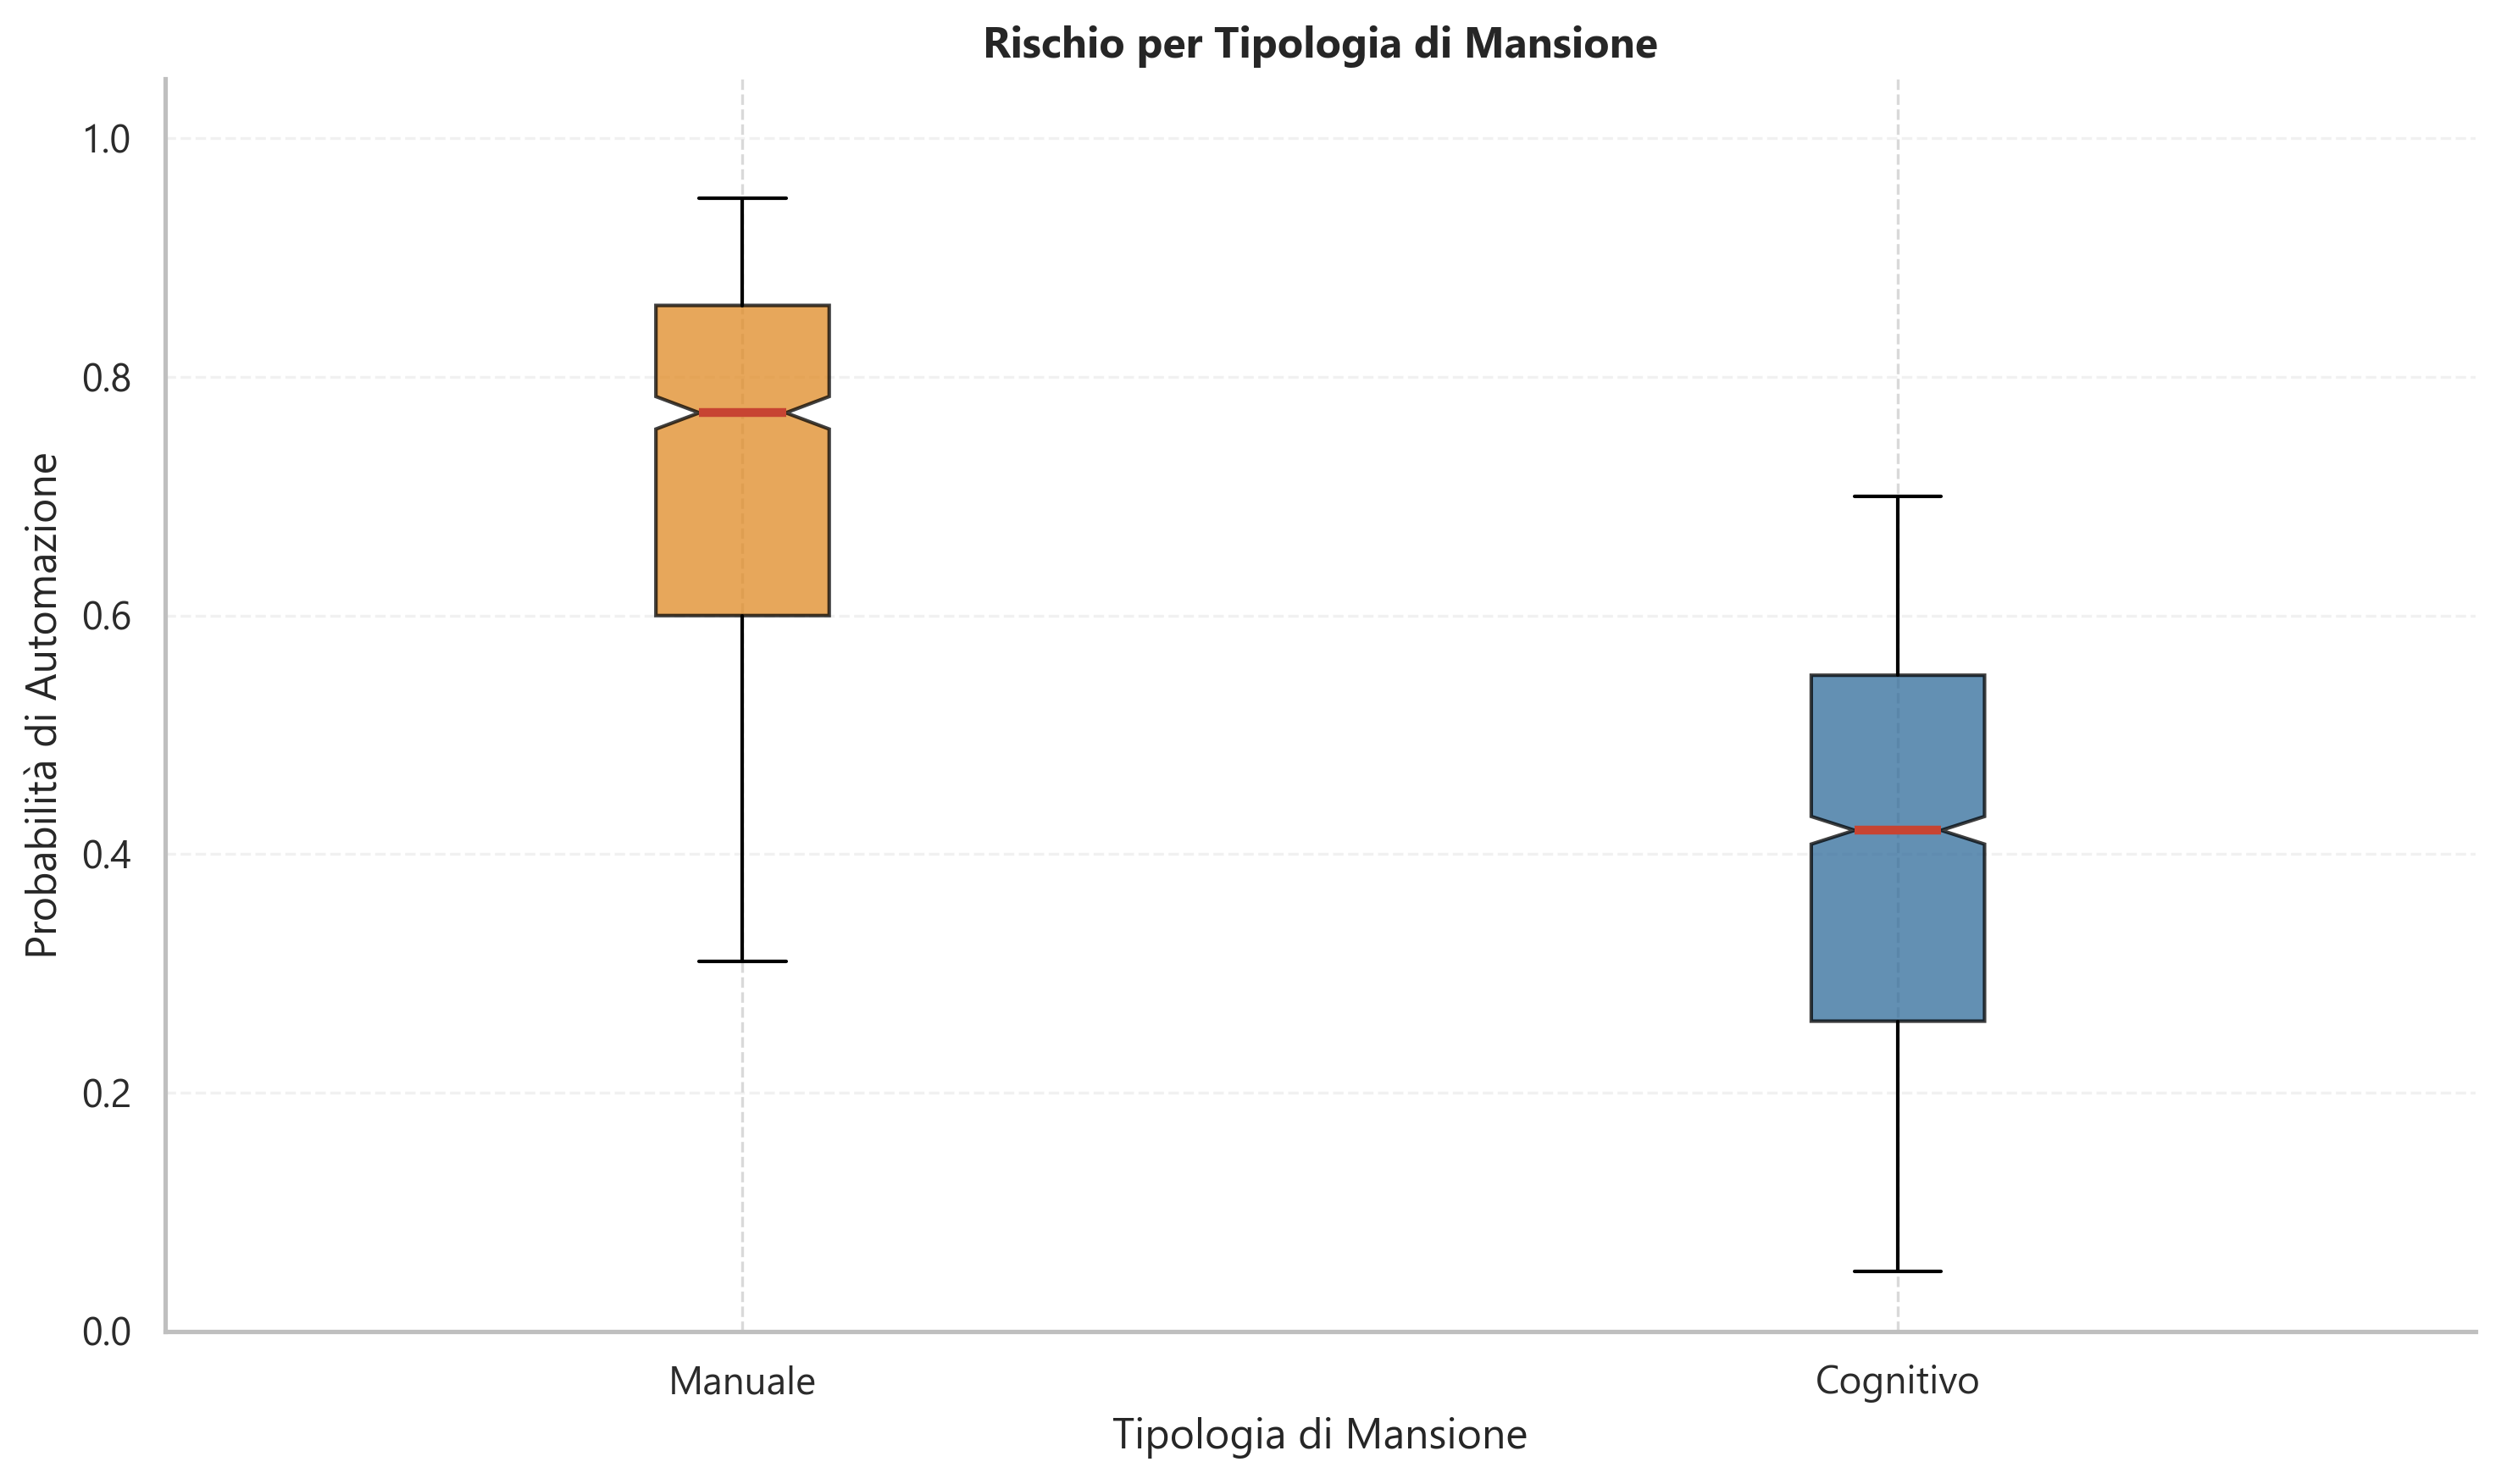 Rischio per Tipologia di Mansione
Probabilità di Automazione
1.0
0.8
0.6
0.4
0.2
0.0
Manuale
Cognitivo
Tipologia di Mansione